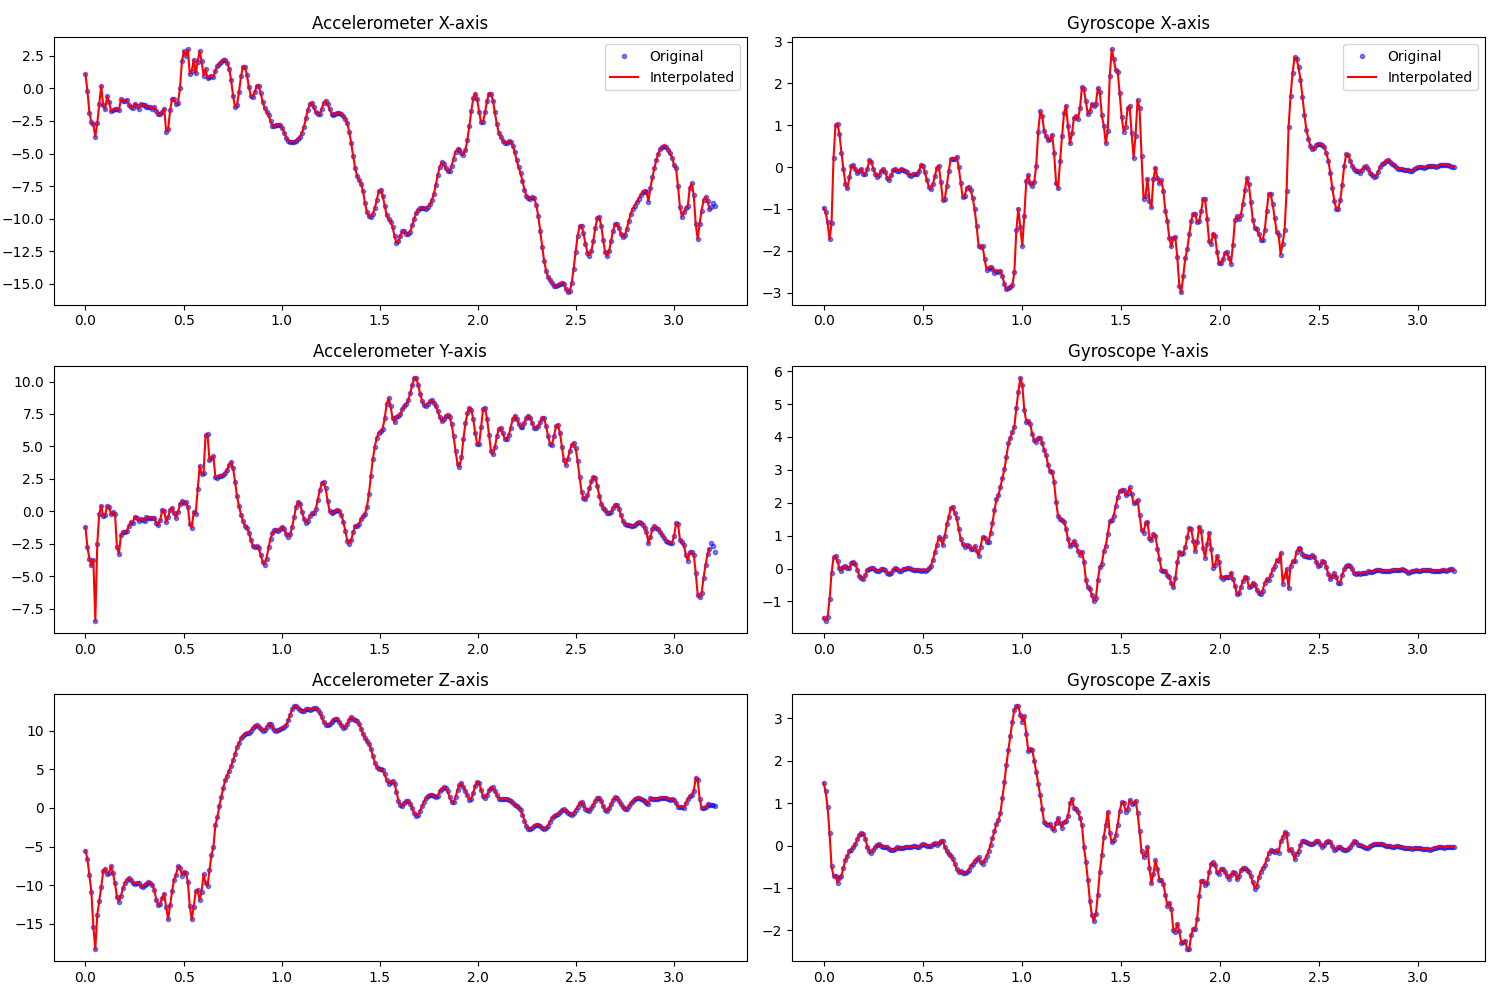 Accelerometer X-axis
2.5
0.0
−2.5
−5.0
−7.5
−10.0
−12.5
−15.0
0.0 0.5 1.0 1.5 2.0 2.5 3.0
Original
Interpolated
Gyroscope X-axis
3
2
1
0
−1
−2
−3
0.0 0.5 1.0 1.5 2.0 2.5 3.0
Original
Interpolated
Accelerometer Y-axis
10.0
7.5
5.0
2.5
0.0
−2.5
−5.0
−7.5
0.0 0.5 1.0 1.5 2.0 2.5 3.0
Gyroscope Y-axis
6
5
4
3
2
1
0
−1
0.0 0.5 1.0 1.5 2.0 2.5 3.0
Accelerometer Z-axis
10
5
0
−5
−10
−15
0.0 0.5 1.0 1.5 2.0 2.5 3.0
Gyroscope Z-axis
3
2
1
0
−1
−2
0.0 0.5 1.0 1.5 2.0 2.5 3.0